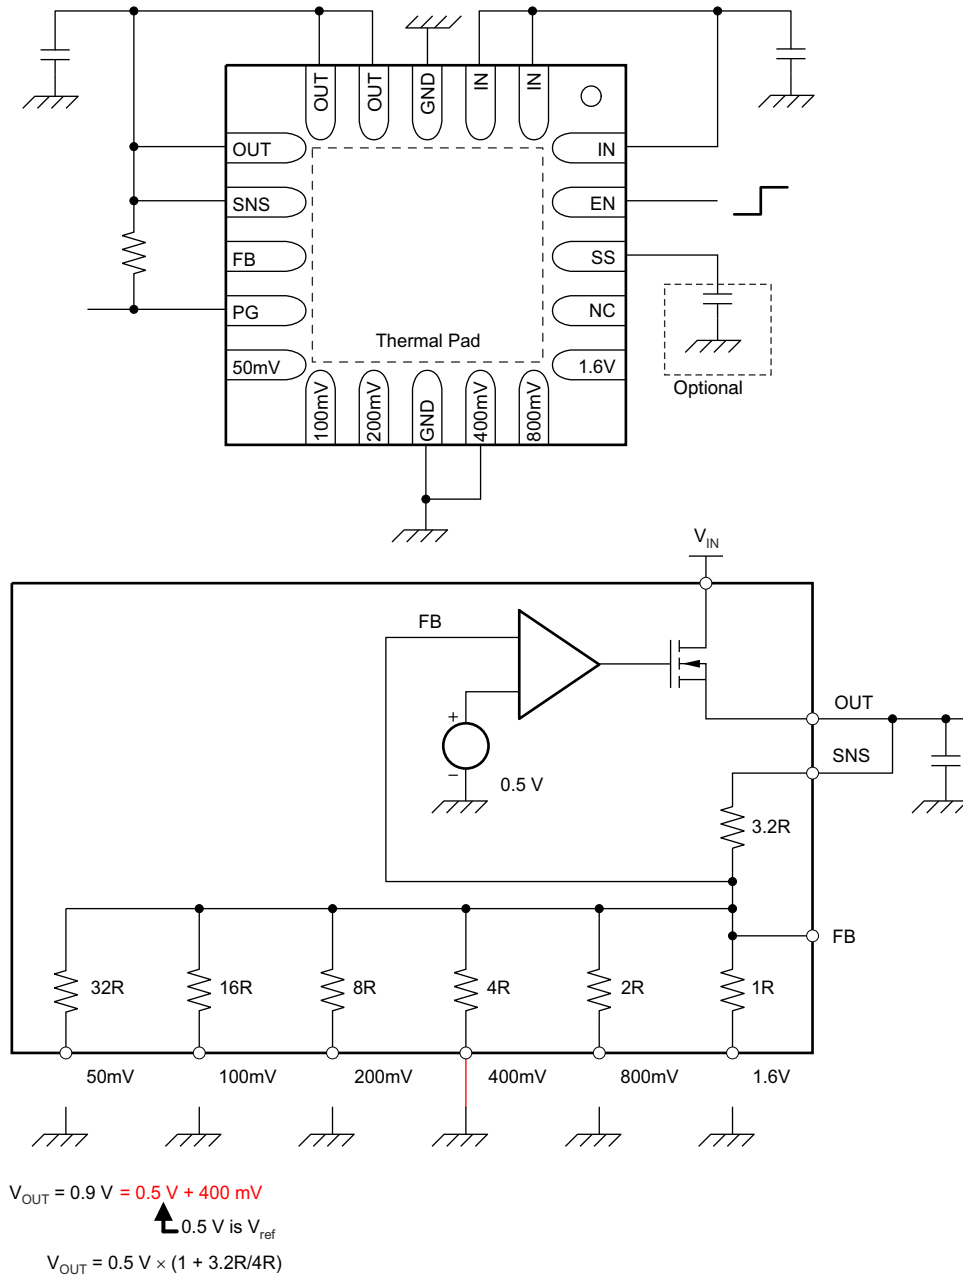 OUT
OUT
GND
IN
IN
OUT
IN
SNS
EN
FB
SS
PG
NC
Thermal Pad
50mV
1.6V
100mV
200mV
GND
400mV
800mV
Optional
VIN
FB
OUT
+
SNS
−
0.5 V
3.2R
FB
32R
16R
8R
4R
2R
1R
50mV
100mV
200mV
400mV
800mV
1.6V
VOUT = 0.9 V = 0.5 V + 400 mV
0.5 V is Vref
VOUT = 0.5 V × (1 + 3.2R/4R)